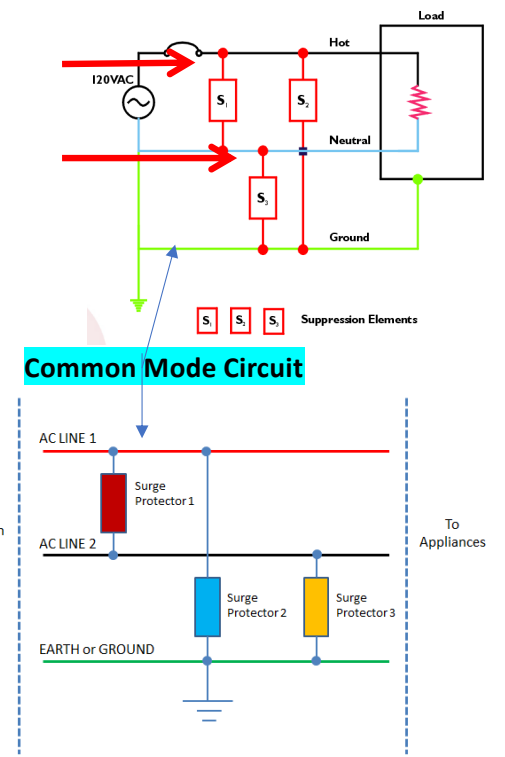 Load
Hot
120VAC
S₁
S₂
Neutral
S₃
Ground
S₁ S₂ S₃ Suppression Elements
Common Mode Circuit
AC LINE 1
Surge
Protector 1
AC LINE 2
To
Appliances
Surge
Protector 2
Surge
Protector 3
EARTH or GROUND